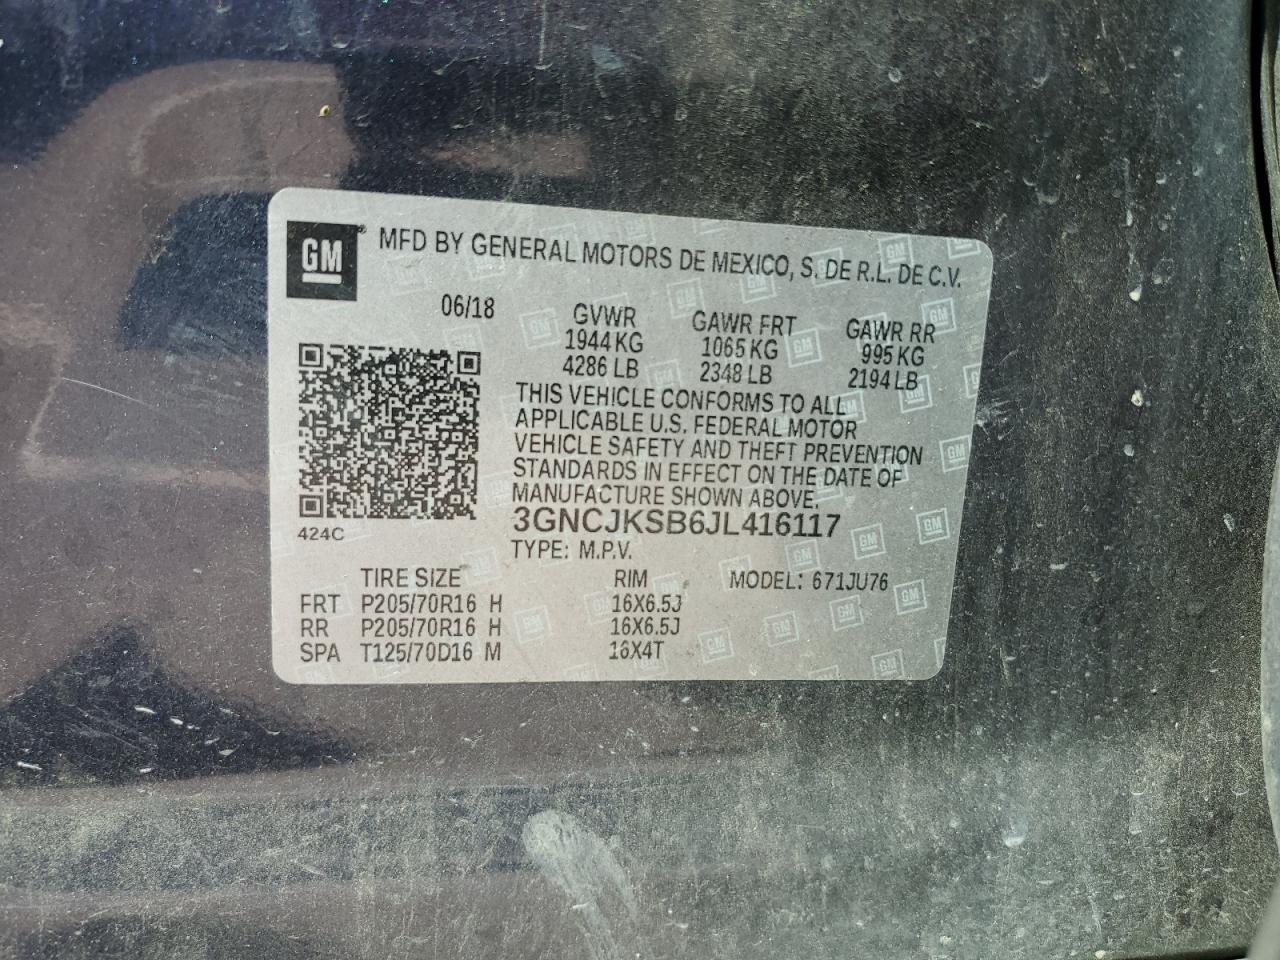 GM
MFD BY GENERAL MOTORS DE MEXICO, S. DE R.L. DE C.V.
06/18
GVWR GAWR FRT GAWR RR
1944 KG 1065 KG 995 KG
4286 LB 2348 LB 2194 LB
THIS VEHICLE CONFORMS TO ALL
APPLICABLE U.S. FEDERAL MOTOR
VEHICLE SAFETY AND THEFT PREVENTION
STANDARDS IN EFFECT ON THE DATE OF
MANUFACTURE SHOWN ABOVE.
3GNCJKSB6JL416117
424C
TYPE: M.P.V.
TIRE SIZE RIM MODEL: 671JU76
FRT P205/70R16 H 16X6.5J
RR P205/70R16 H 16X6.5J
SPA T125/70D16 M 16X4T